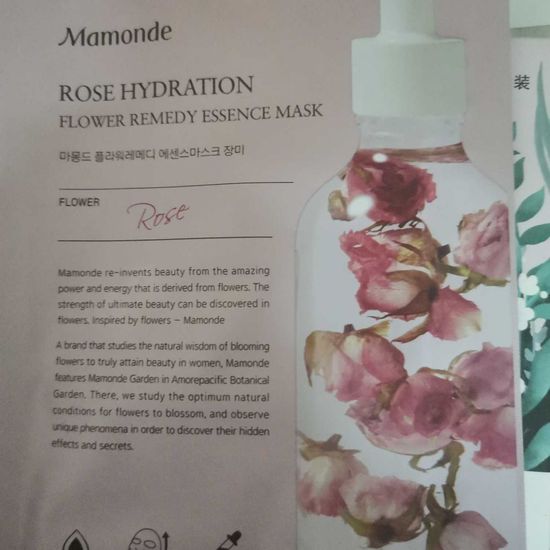 Mamonde
ROSE HYDRATION
FLOWER REMEDY ESSENCE MASK
마몽드 플라워레메디 에센스마스크 장미
FLOWER
Rose
Mamonde re-invents beauty from the amazing
power and energy that is derived from flowers. The
strength of ultimate beauty can be discovered in
flowers. Inspired by flowers – Mamonde
A brand that studies the natural wisdom of blooming
flowers to truly attain beauty in women, Mamonde
features Mamonde Garden in Amorepacific Botanical
Garden. There, we study the optimum natural
conditions for flowers to blossom, and observe
unique phenomena in order to discover their hidden
effects and secrets.
装